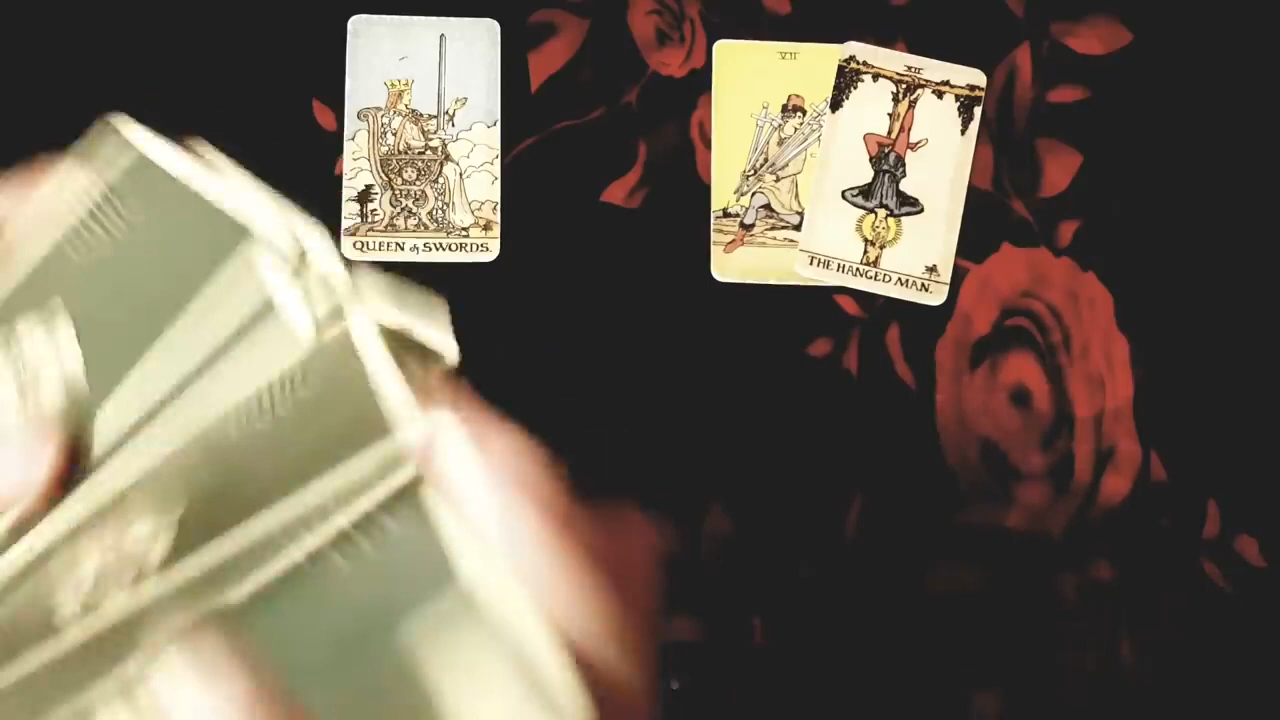 QUEEN of SWORDS.
VII
XII
THE HANGED MAN.